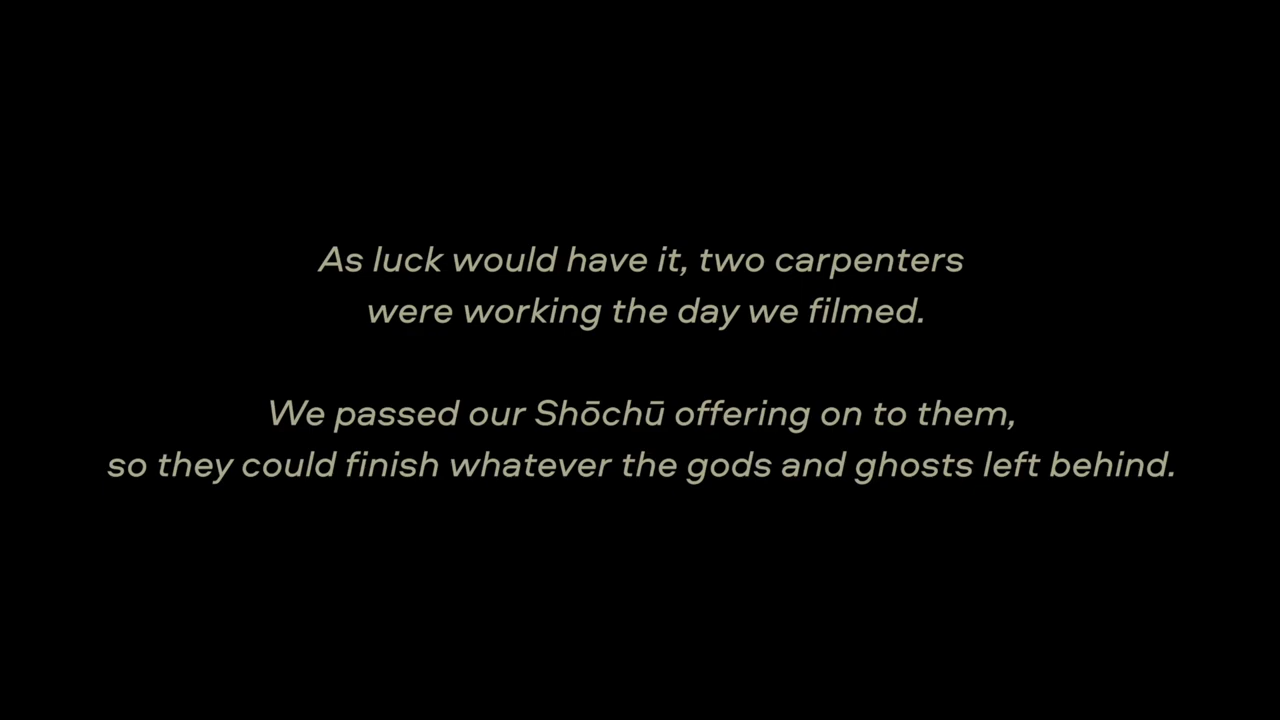 As luck would have it, two carpenters
were working the day we filmed.
We passed our Shōchū offering on to them,
so they could finish whatever the gods and ghosts left behind.